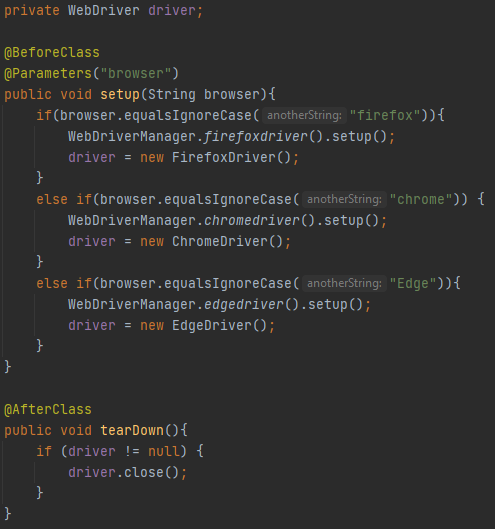 private WebDriver driver;
@BeforeClass
@Parameters("browser")
public void setup(String browser){
if(browser.equalsIgnoreCase( anotherString: "firefox")){
WebDriverManager.firefoxdriver().setup();
driver = new FirefoxDriver();
}
else if(browser.equalsIgnoreCase( anotherString: "chrome")) {
WebDriverManager.chromedriver().setup();
driver = new ChromeDriver();
}
else if(browser.equalsIgnoreCase( anotherString: "Edge")){
WebDriverManager.edgedriver().setup();
driver = new EdgeDriver();
}
}
@AfterClass
public void tearDown(){
if (driver != null) {
driver.close();
}
}